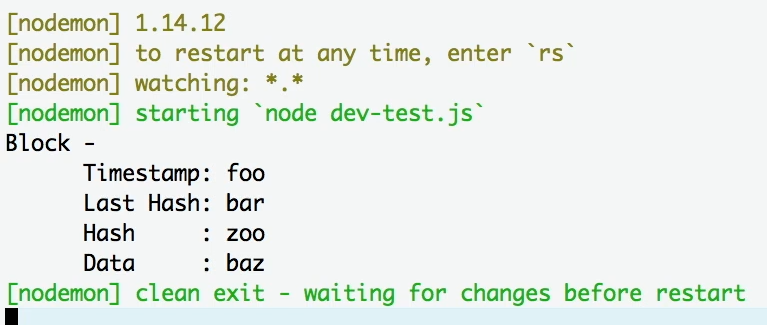 [nodemon] 1.14.12
[nodemon] to restart at any time, enter `rs`
[nodemon] watching: *.*
[nodemon] starting `node dev-test.js`
Block -
      Timestamp: foo
      Last Hash: bar
      Hash     : zoo
      Data     : baz
[nodemon] clean exit - waiting for changes before restart